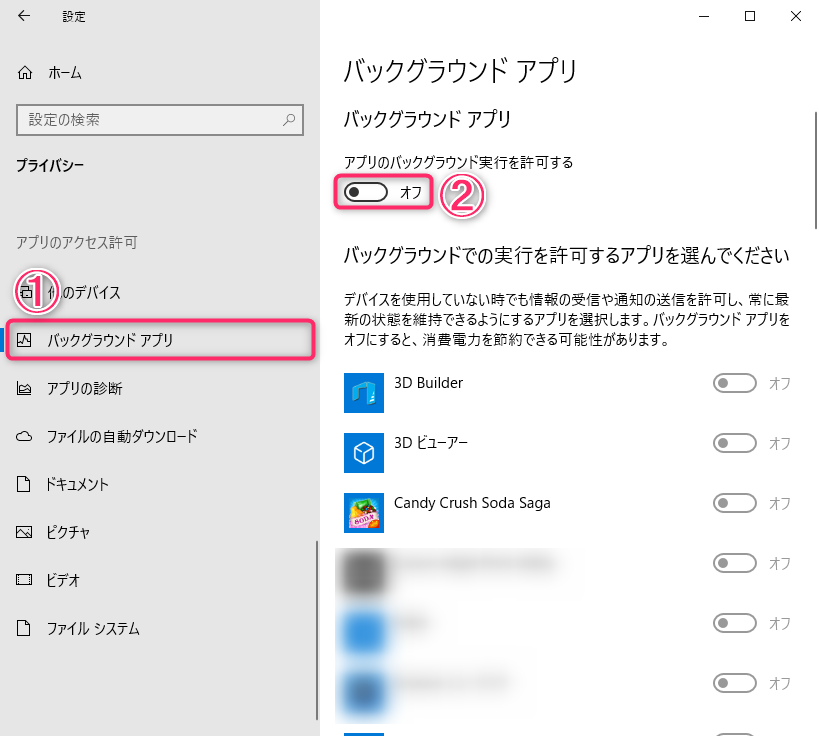 設定
ホーム
設定の検索
プライバシー
アプリのアクセス許可
①
のデバイス
バックグラウンド アプリ
アプリの診断
ファイルの自動ダウンロード
ドキュメント
ピクチャ
ビデオ
ファイル システム
バックグラウンド アプリ
バックグラウンド アプリ
アプリのバックグラウンド実行を許可する
オフ ②
バックグラウンドでの実行を許可するアプリを選んでください
デバイスを使用していない時でも情報の受信や通知の送信を許可し、常に最
新の状態を維持できるようにするアプリを選択します。バックグラウンド アプリを
オフにすると、消費電力を節約できる可能性があります。
3D Builder オフ
3D ビューアー オフ
Candy Crush Soda Saga オフ
SODA
オフ
オフ
オフ